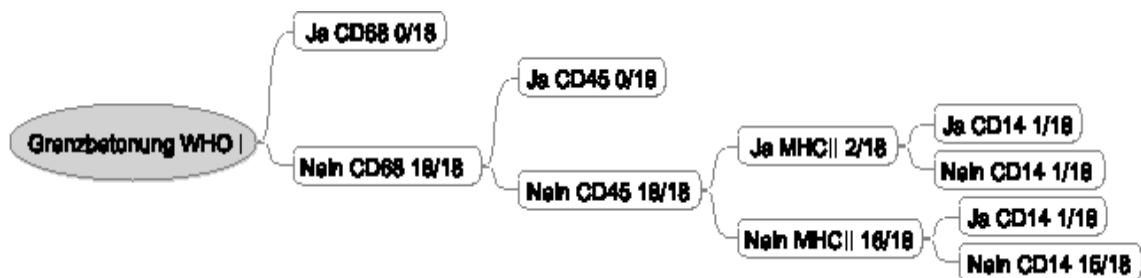 Grenzbetonung WHO I
Ja CD68 0/18
Nein CD68 18/18
Ja CD45 0/18
Nein CD45 18/18
Ja MHCII 2/18
Nein MHCII 16/18
Ja CD14 1/18
Nein CD14 1/18
Ja CD14 1/18
Nein CD14 15/18